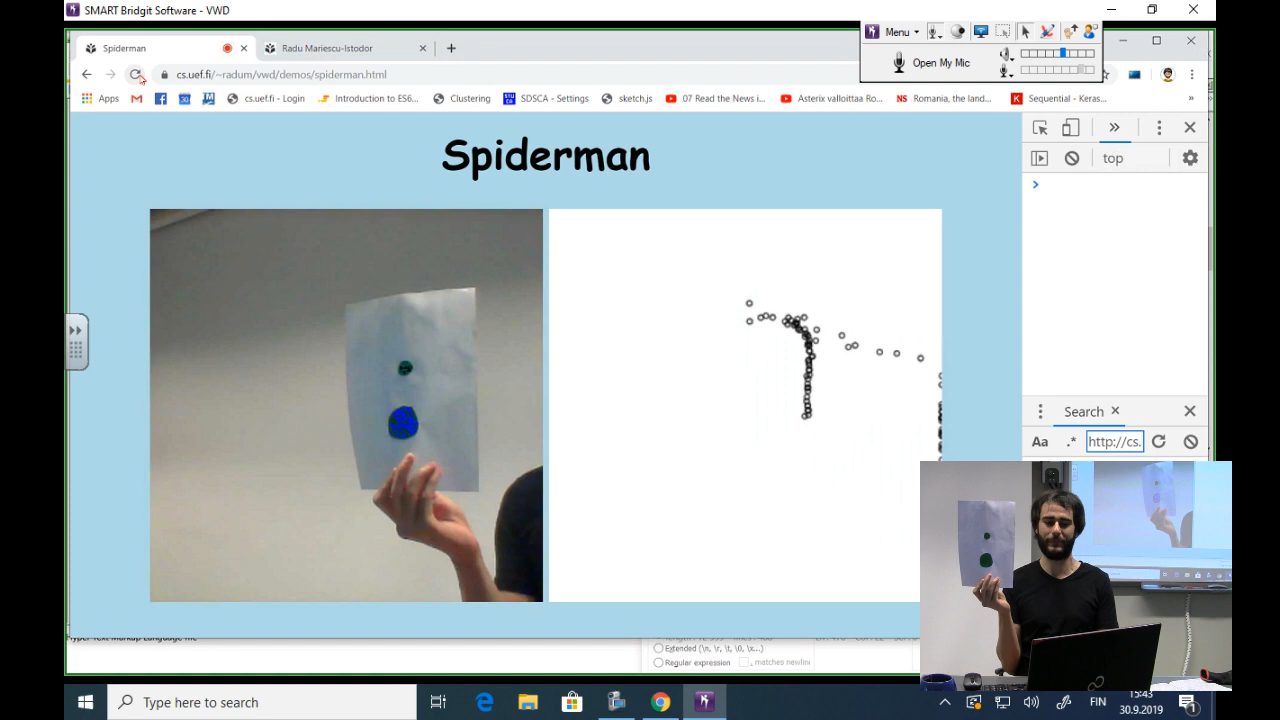 SMART Bridgit Software - VWD
Menu
Open My Mic
Spiderman
Radu Mariescu-Istodor
cs.uef.fi/~radum/vwd/demos/spiderman.html
Apps
cs.uef.fi - Login
Introduction to ES6...
Clustering
SDSCA - Settings
sketch.js
07 Read the News i...
Asterix valloittaa Ro...
NS Romania, the land...
K Sequential - Keras...
»
Spiderman
top
Search
Aa .* http://cs.
Extended (\n, \r, \t, \0, \x...)
Regular expression
. matches newlin
Type here to search
FIN
15:43
30.9.2019
1